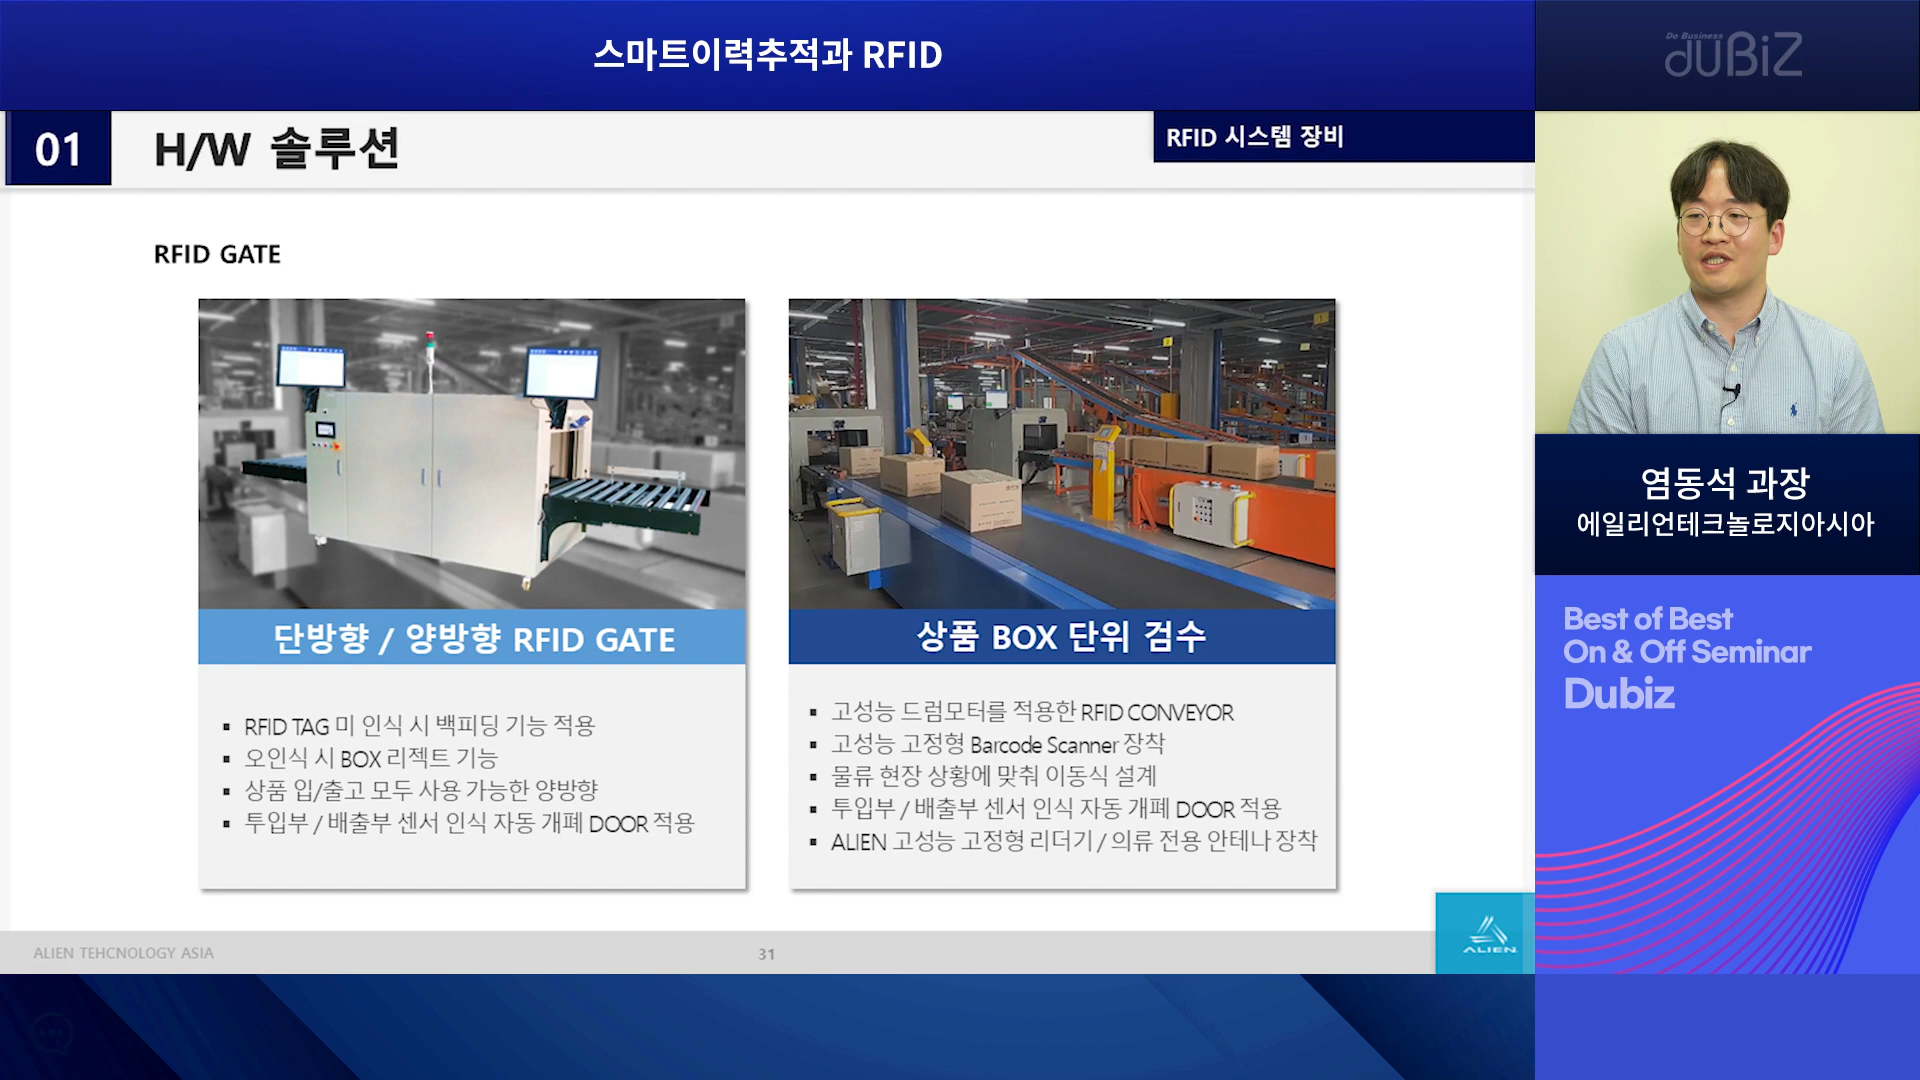 스마트이력추적과 RFID
Do Business
duBiZ
01
H/W 솔루션
RFID 시스템 장비
RFID GATE
단방향 / 양방향 RFID GATE
RFID TAG 미 인식 시 백피딩 기능 적용
오인식 시 BOX 리젝트 기능
상품 입/출고 모두 사용 가능한 양방향
투입부 / 배출부 센서 인식 자동 개폐 DOOR 적용
상품 BOX 단위 검수
고성능 드럼모터를 적용한 RFID CONVEYOR
고성능 고정형 Barcode Scanner 장착
물류 현장 상황에 맞춰 이동식 설계
투입부 / 배출부 센서 인식 자동 개폐 DOOR 적용
ALIEN 고성능 고정형 리더기 / 의류 전용 안테나 장착
염동석 과장
에일리언테크놀로지아시아
Best of Best
On & Off Seminar
Dubiz
ALIEN TEHCNOLOGY ASIA
31
ALIEN